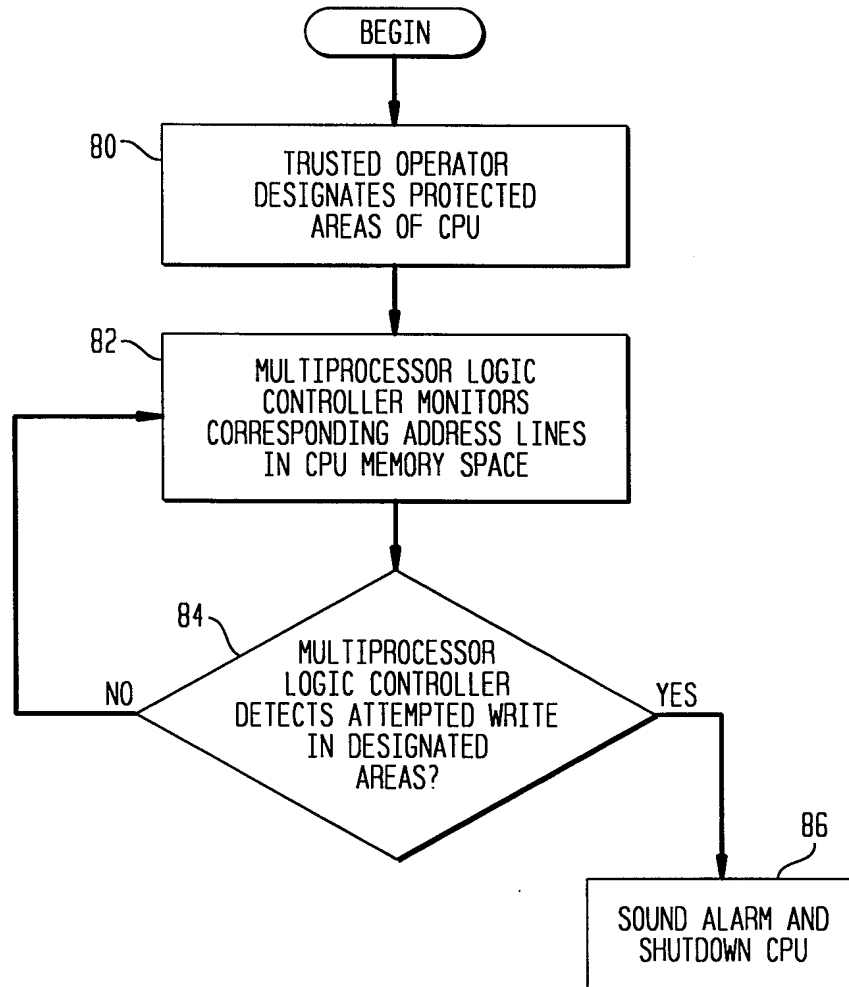 BEGIN
80
TRUSTED OPERATOR
DESIGNATES PROTECTED
AREAS OF CPU
82
MULTIPROCESSOR LOGIC
CONTROLLER MONITORS
CORRESPONDING ADDRESS LINES
IN CPU MEMORY SPACE
84
MULTIPROCESSOR
LOGIC CONTROLLER
DETECTS ATTEMPTED WRITE
IN DESIGNATED
AREAS?
NO
YES
86
SOUND ALARM AND
SHUTDOWN CPU